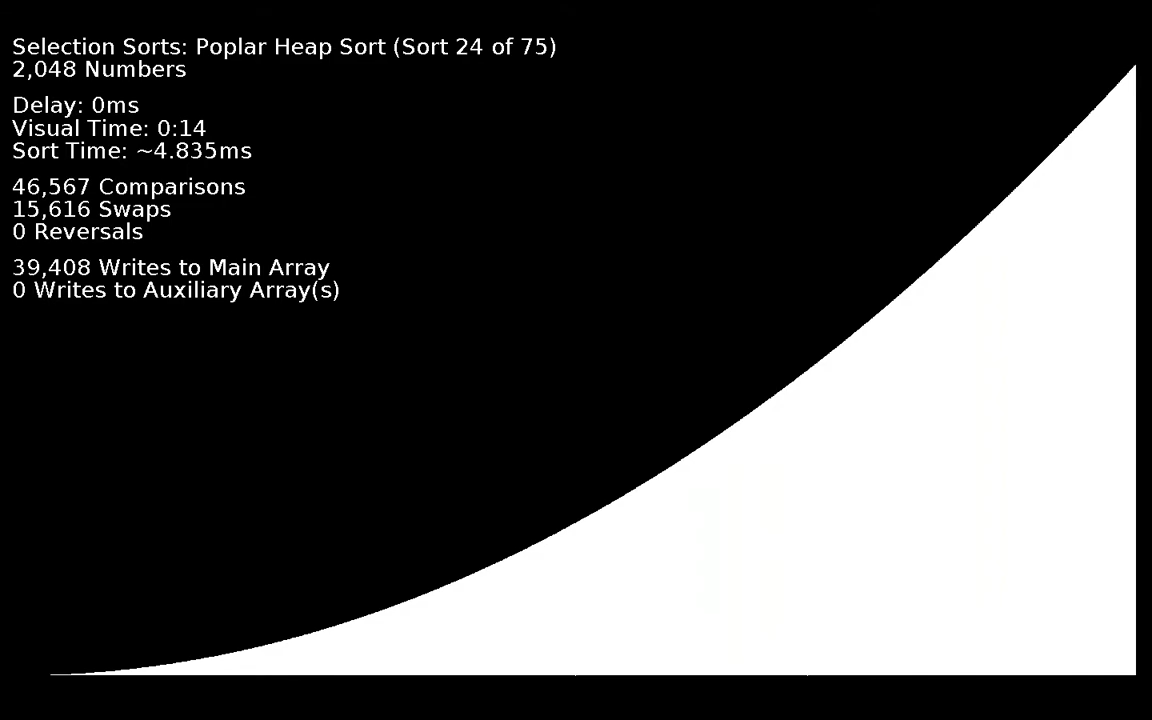 Selection Sorts: Poplar Heap Sort (Sort 24 of 75)
2,048 Numbers
Delay: 0ms
Visual Time: 0:14
Sort Time: ~4.835ms
46,567 Comparisons
15,616 Swaps
0 Reversals
39,408 Writes to Main Array
0 Writes to Auxiliary Array(s)